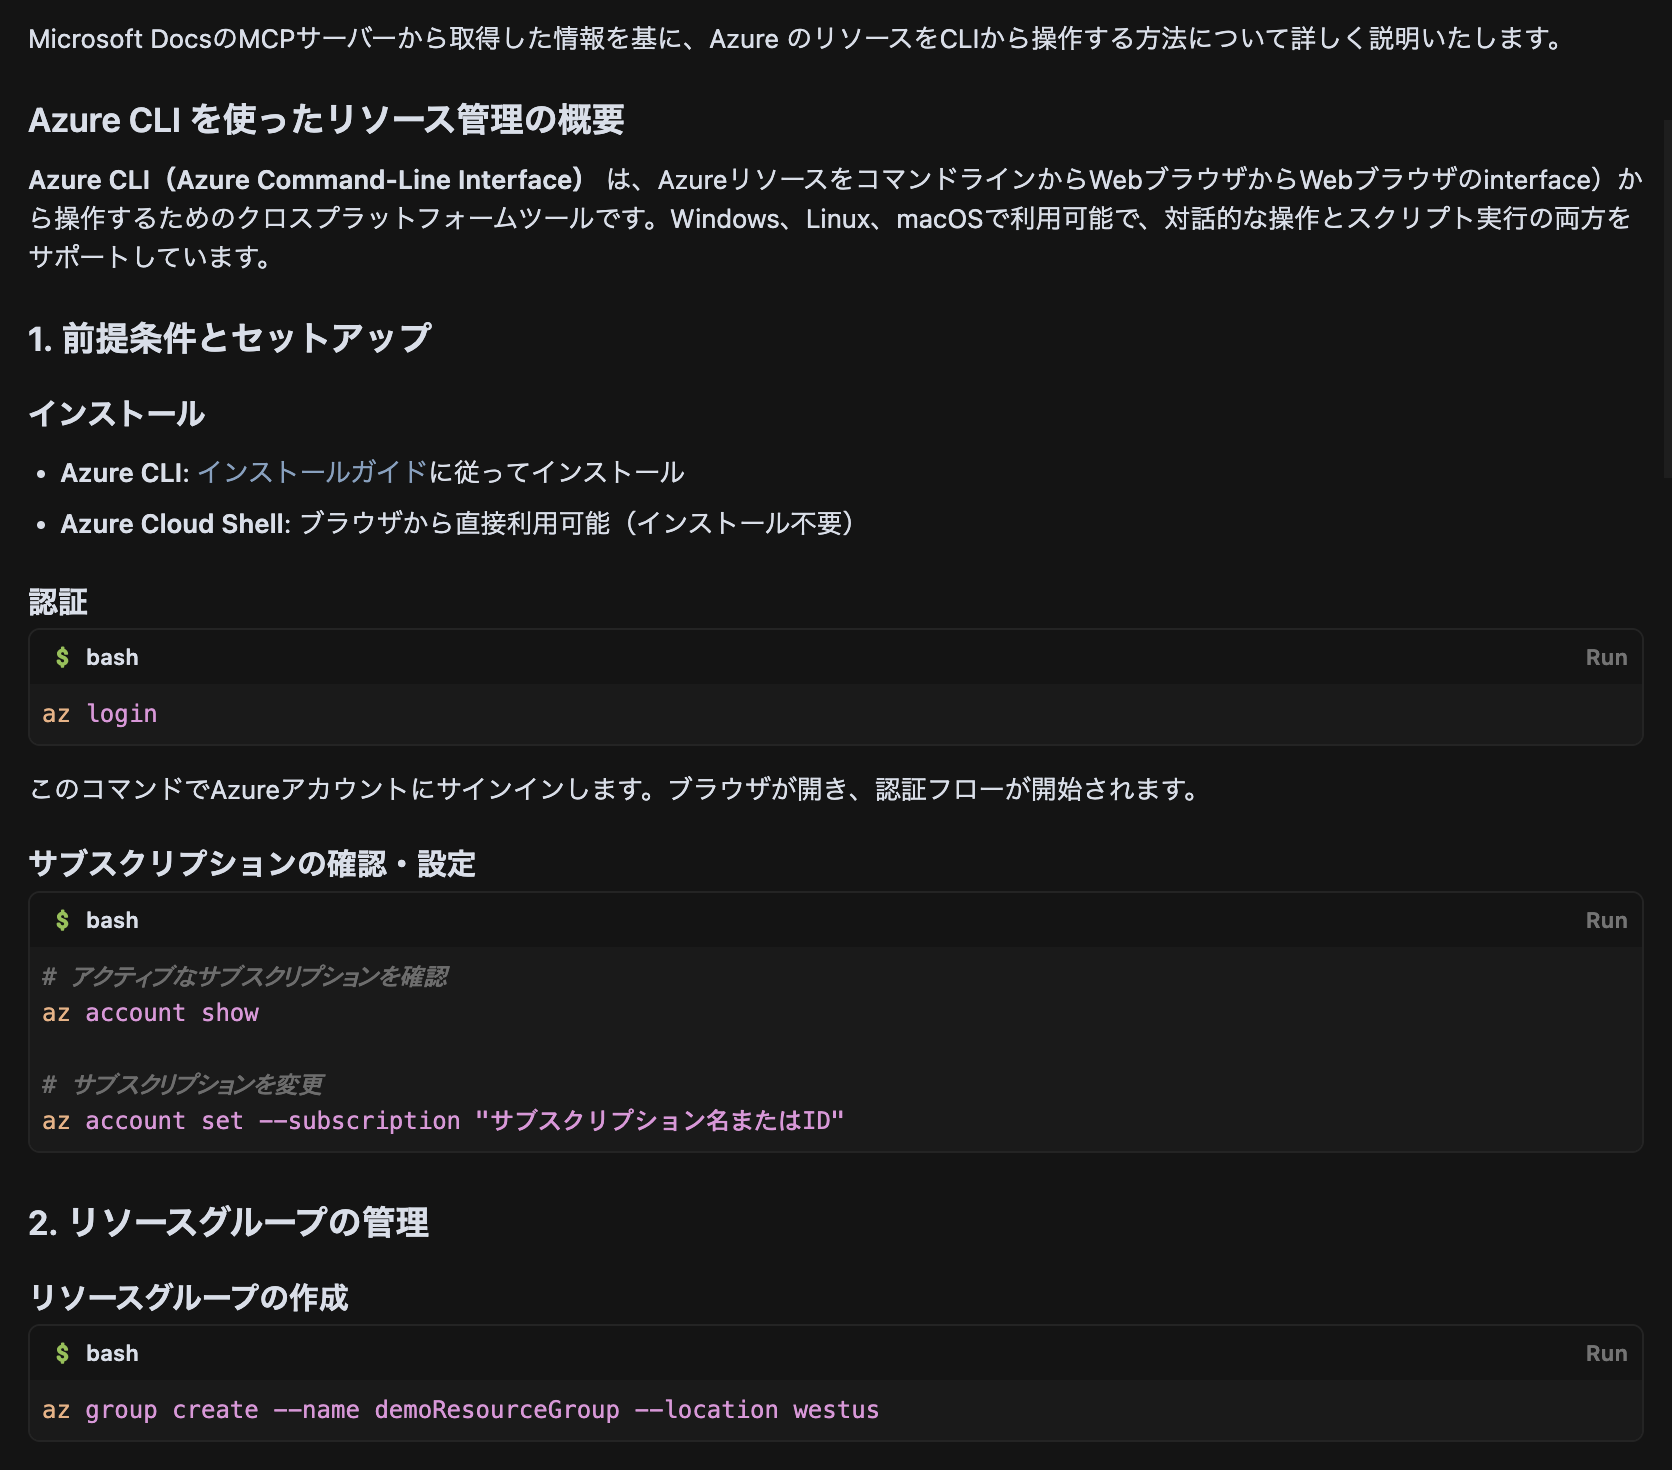 Microsoft DocsのMCPサーバーから取得した情報を基に、Azure のリソースをCLIから操作する方法について詳しく説明いたします。
Azure CLI を使ったリソース管理の概要
Azure CLI（Azure Command-Line Interface） は、AzureリソースをコマンドラインからWebブラウザからWebブラウザのinterface）か
ら操作するためのクロスプラットフォームツールです。Windows、Linux、macOSで利用可能で、対話的な操作とスクリプト実行の両方を
サポートしています。
1. 前提条件とセットアップ
インストール
• Azure CLI: インストールガイドに従ってインストール
• Azure Cloud Shell: ブラウザから直接利用可能（インストール不要）
認証
$ bash Run
az login
このコマンドでAzureアカウントにサインインします。ブラウザが開き、認証フローが開始されます。
サブスクリプションの確認・設定
$ bash Run
# アクティブなサブスクリプションを確認
az account show
# サブスクリプションを変更
az account set --subscription "サブスクリプション名またはID"
2. リソースグループの管理
リソースグループの作成
$ bash Run
az group create --name demoResourceGroup --location westus